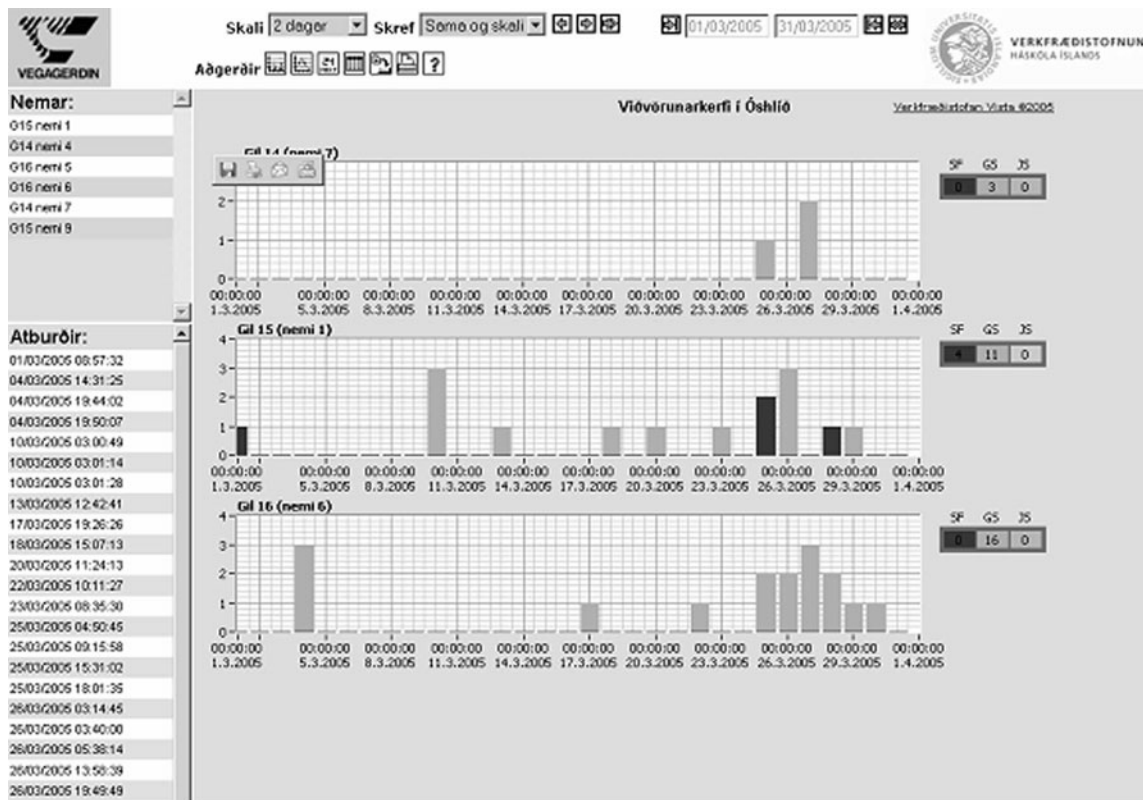 VEGAGERDIN
Skali 2 dagar Skref Sama og skali 01/03/2005 31/03/2005
Aðgerðir ?
VERKFRÆDISTOFNUN
HÁSKÓLA ÍSLANDS
Nemar:
G15 nemi 1
G14 nemi 4
G16 nemi 5
G16 nemi 6
G14 nemi 7
G15 nemi 9
Atburðir:
01/03/2005 08:57:32
04/03/2005 14:31:25
04/03/2005 19:44:02
04/03/2005 19:50:07
10/03/2005 03:00:49
10/03/2005 03:01:14
10/03/2005 03:01:28
13/03/2005 12:42:41
17/03/2005 19:26:26
18/03/2005 15:07:13
20/03/2005 11:24:13
22/03/2005 10:11:27
23/03/2005 08:35:30
25/03/2005 04:50:45
25/03/2005 09:15:58
25/03/2005 15:31:02
25/03/2005 18:01:35
26/03/2005 03:14:45
26/03/2005 03:40:00
26/03/2005 05:38:14
26/03/2005 13:58:39
26/03/2005 19:49:49
Viðvörunarkerfi í Óshlíð
Verkfræðistofan Vista ©2005
Gil 14 (nemi 7)
2
1
0
00:00:00 00:00:00 00:00:00 00:00:00 00:00:00 00:00:00 00:00:00 00:00:00 00:00:00 00:00:00 00:00:00
1.3.2005 5.3.2005 8.3.2005 11.3.2005 14.3.2005 17.3.2005 20.3.2005 23.3.2005 26.3.2005 29.3.2005 1.4.2005
SF GS JS
0 3 0
Gil 15 (nemi 1)
4
3
2
1
0
00:00:00 00:00:00 00:00:00 00:00:00 00:00:00 00:00:00 00:00:00 00:00:00 00:00:00 00:00:00 00:00:00
1.3.2005 5.3.2005 8.3.2005 11.3.2005 14.3.2005 17.3.2005 20.3.2005 23.3.2005 26.3.2005 29.3.2005 1.4.2005
SF GS JS
4 11 0
Gil 16 (nemi 6)
4
3
2
1
0
00:00:00 00:00:00 00:00:00 00:00:00 00:00:00 00:00:00 00:00:00 00:00:00 00:00:00 00:00:00 00:00:00
1.3.2005 5.3.2005 8.3.2005 11.3.2005 14.3.2005 17.3.2005 20.3.2005 23.3.2005 26.3.2005 29.3.2005 1.4.2005
SF GS JS
0 16 0